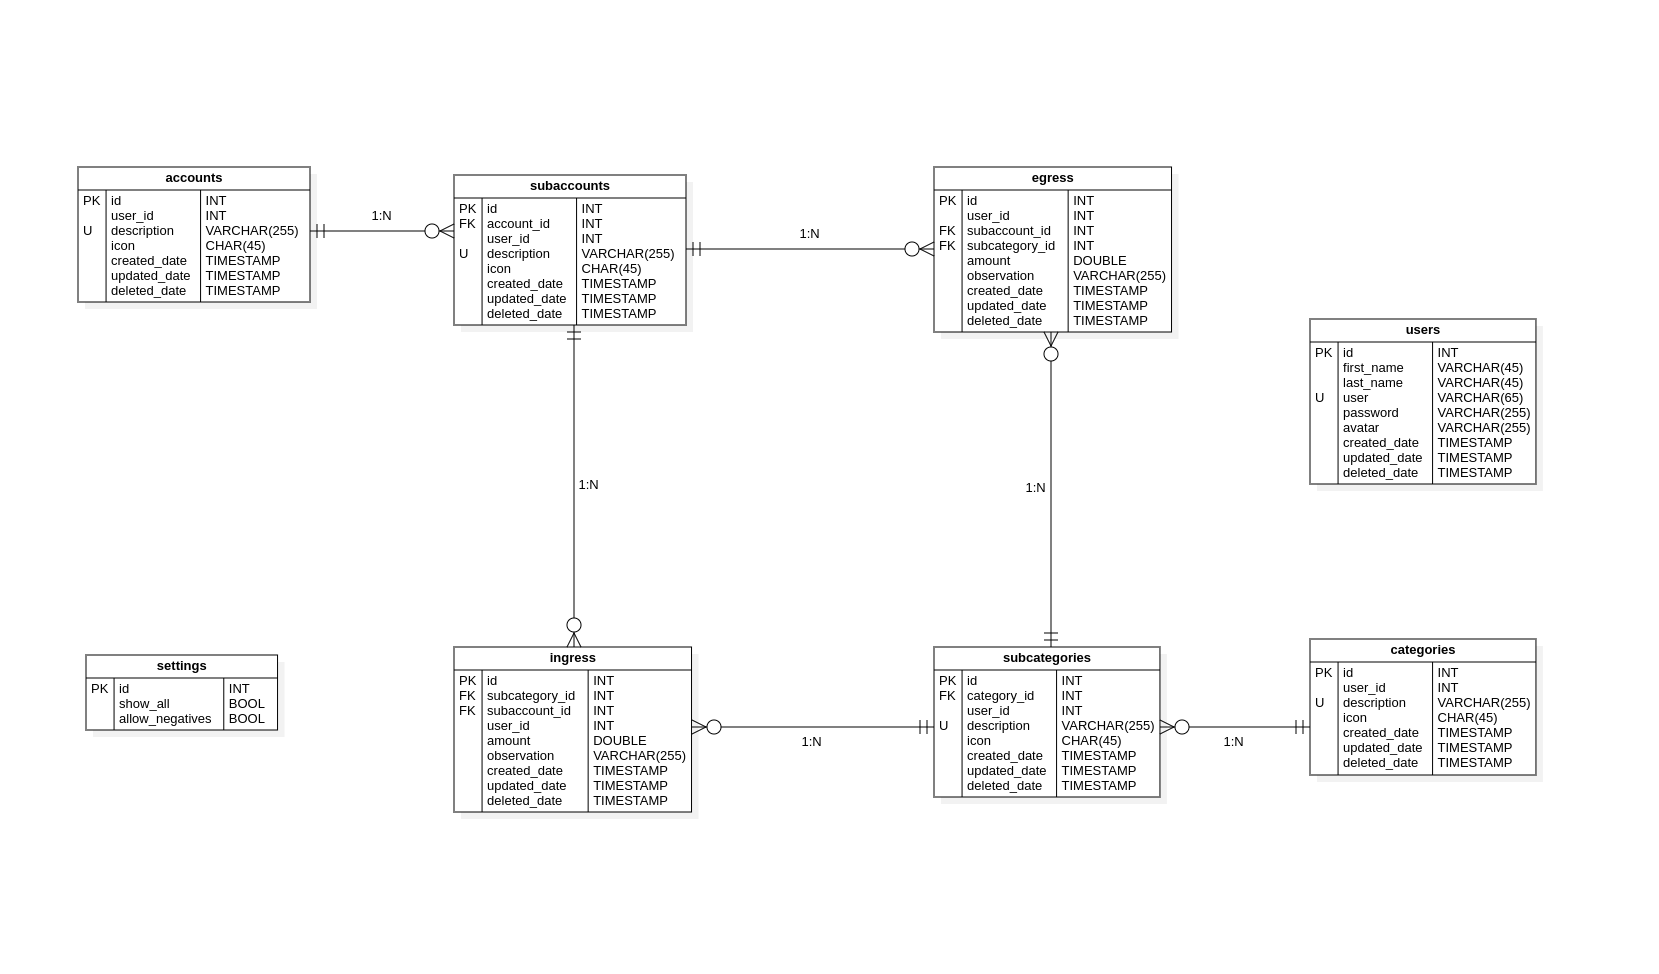 accounts
PK id INT
user_id INT
U description VARCHAR(255)
icon CHAR(45)
created_date TIMESTAMP
updated_date TIMESTAMP
deleted_date TIMESTAMP
1:N
subaccounts
PK id INT
FK account_id INT
user_id INT
U description VARCHAR(255)
icon CHAR(45)
created_date TIMESTAMP
updated_date TIMESTAMP
deleted_date TIMESTAMP
1:N
egress
PK id INT
user_id INT
FK subaccount_id INT
FK subcategory_id INT
amount DOUBLE
observation VARCHAR(255)
created_date TIMESTAMP
updated_date TIMESTAMP
deleted_date TIMESTAMP
users
PK id INT
first_name VARCHAR(45)
last_name VARCHAR(45)
U user VARCHAR(65)
password VARCHAR(255)
avatar VARCHAR(255)
created_date TIMESTAMP
updated_date TIMESTAMP
deleted_date TIMESTAMP
1:N
1:N
settings
PK id INT
show_all BOOL
allow_negatives BOOL
ingress
PK id INT
FK subcategory_id INT
FK subaccount_id INT
user_id INT
amount DOUBLE
observation VARCHAR(255)
created_date TIMESTAMP
updated_date TIMESTAMP
deleted_date TIMESTAMP
1:N
subcategories
PK id INT
FK category_id INT
user_id INT
U description VARCHAR(255)
icon CHAR(45)
created_date TIMESTAMP
updated_date TIMESTAMP
deleted_date TIMESTAMP
1:N
categories
PK id INT
user_id INT
U description VARCHAR(255)
icon CHAR(45)
created_date TIMESTAMP
updated_date TIMESTAMP
deleted_date TIMESTAMP